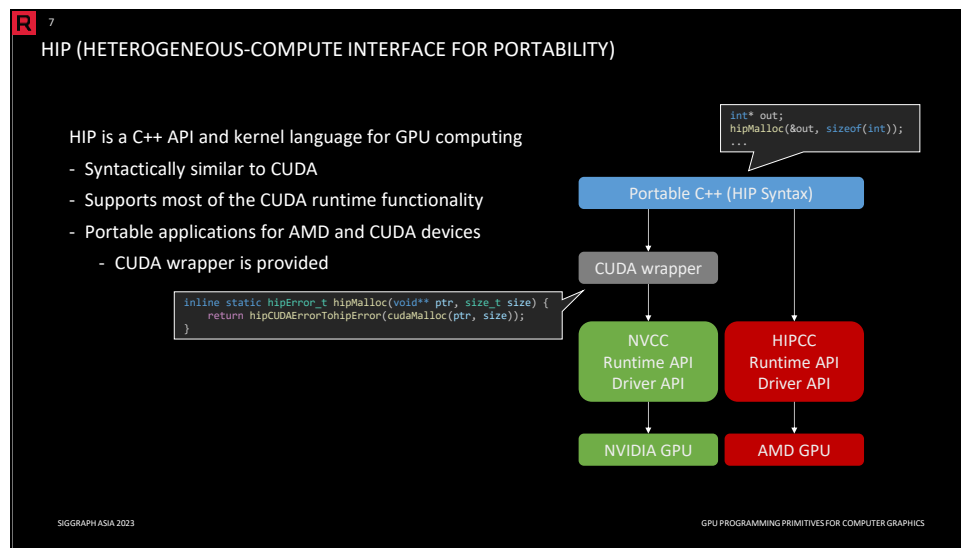 R
7
HIP (HETEROGENEOUS-COMPUTE INTERFACE FOR PORTABILITY)
HIP is a C++ API and kernel language for GPU computing
- Syntactically similar to CUDA
- Supports most of the CUDA runtime functionality
- Portable applications for AMD and CUDA devices
- CUDA wrapper is provided
inline static hipError_t hipMalloc(void** ptr, size_t size) {
return hipCUDAErrorTohipError(cudaMalloc(ptr, size));
}
int* out;
hipMalloc(&out, sizeof(int));
...
Portable C++ (HIP Syntax)
CUDA wrapper
NVCC
Runtime API
Driver API
HIPCC
Runtime API
Driver API
NVIDIA GPU
AMD GPU
SIGGRAPH ASIA 2023
GPU PROGRAMMING PRIMITIVES FOR COMPUTER GRAPHICS